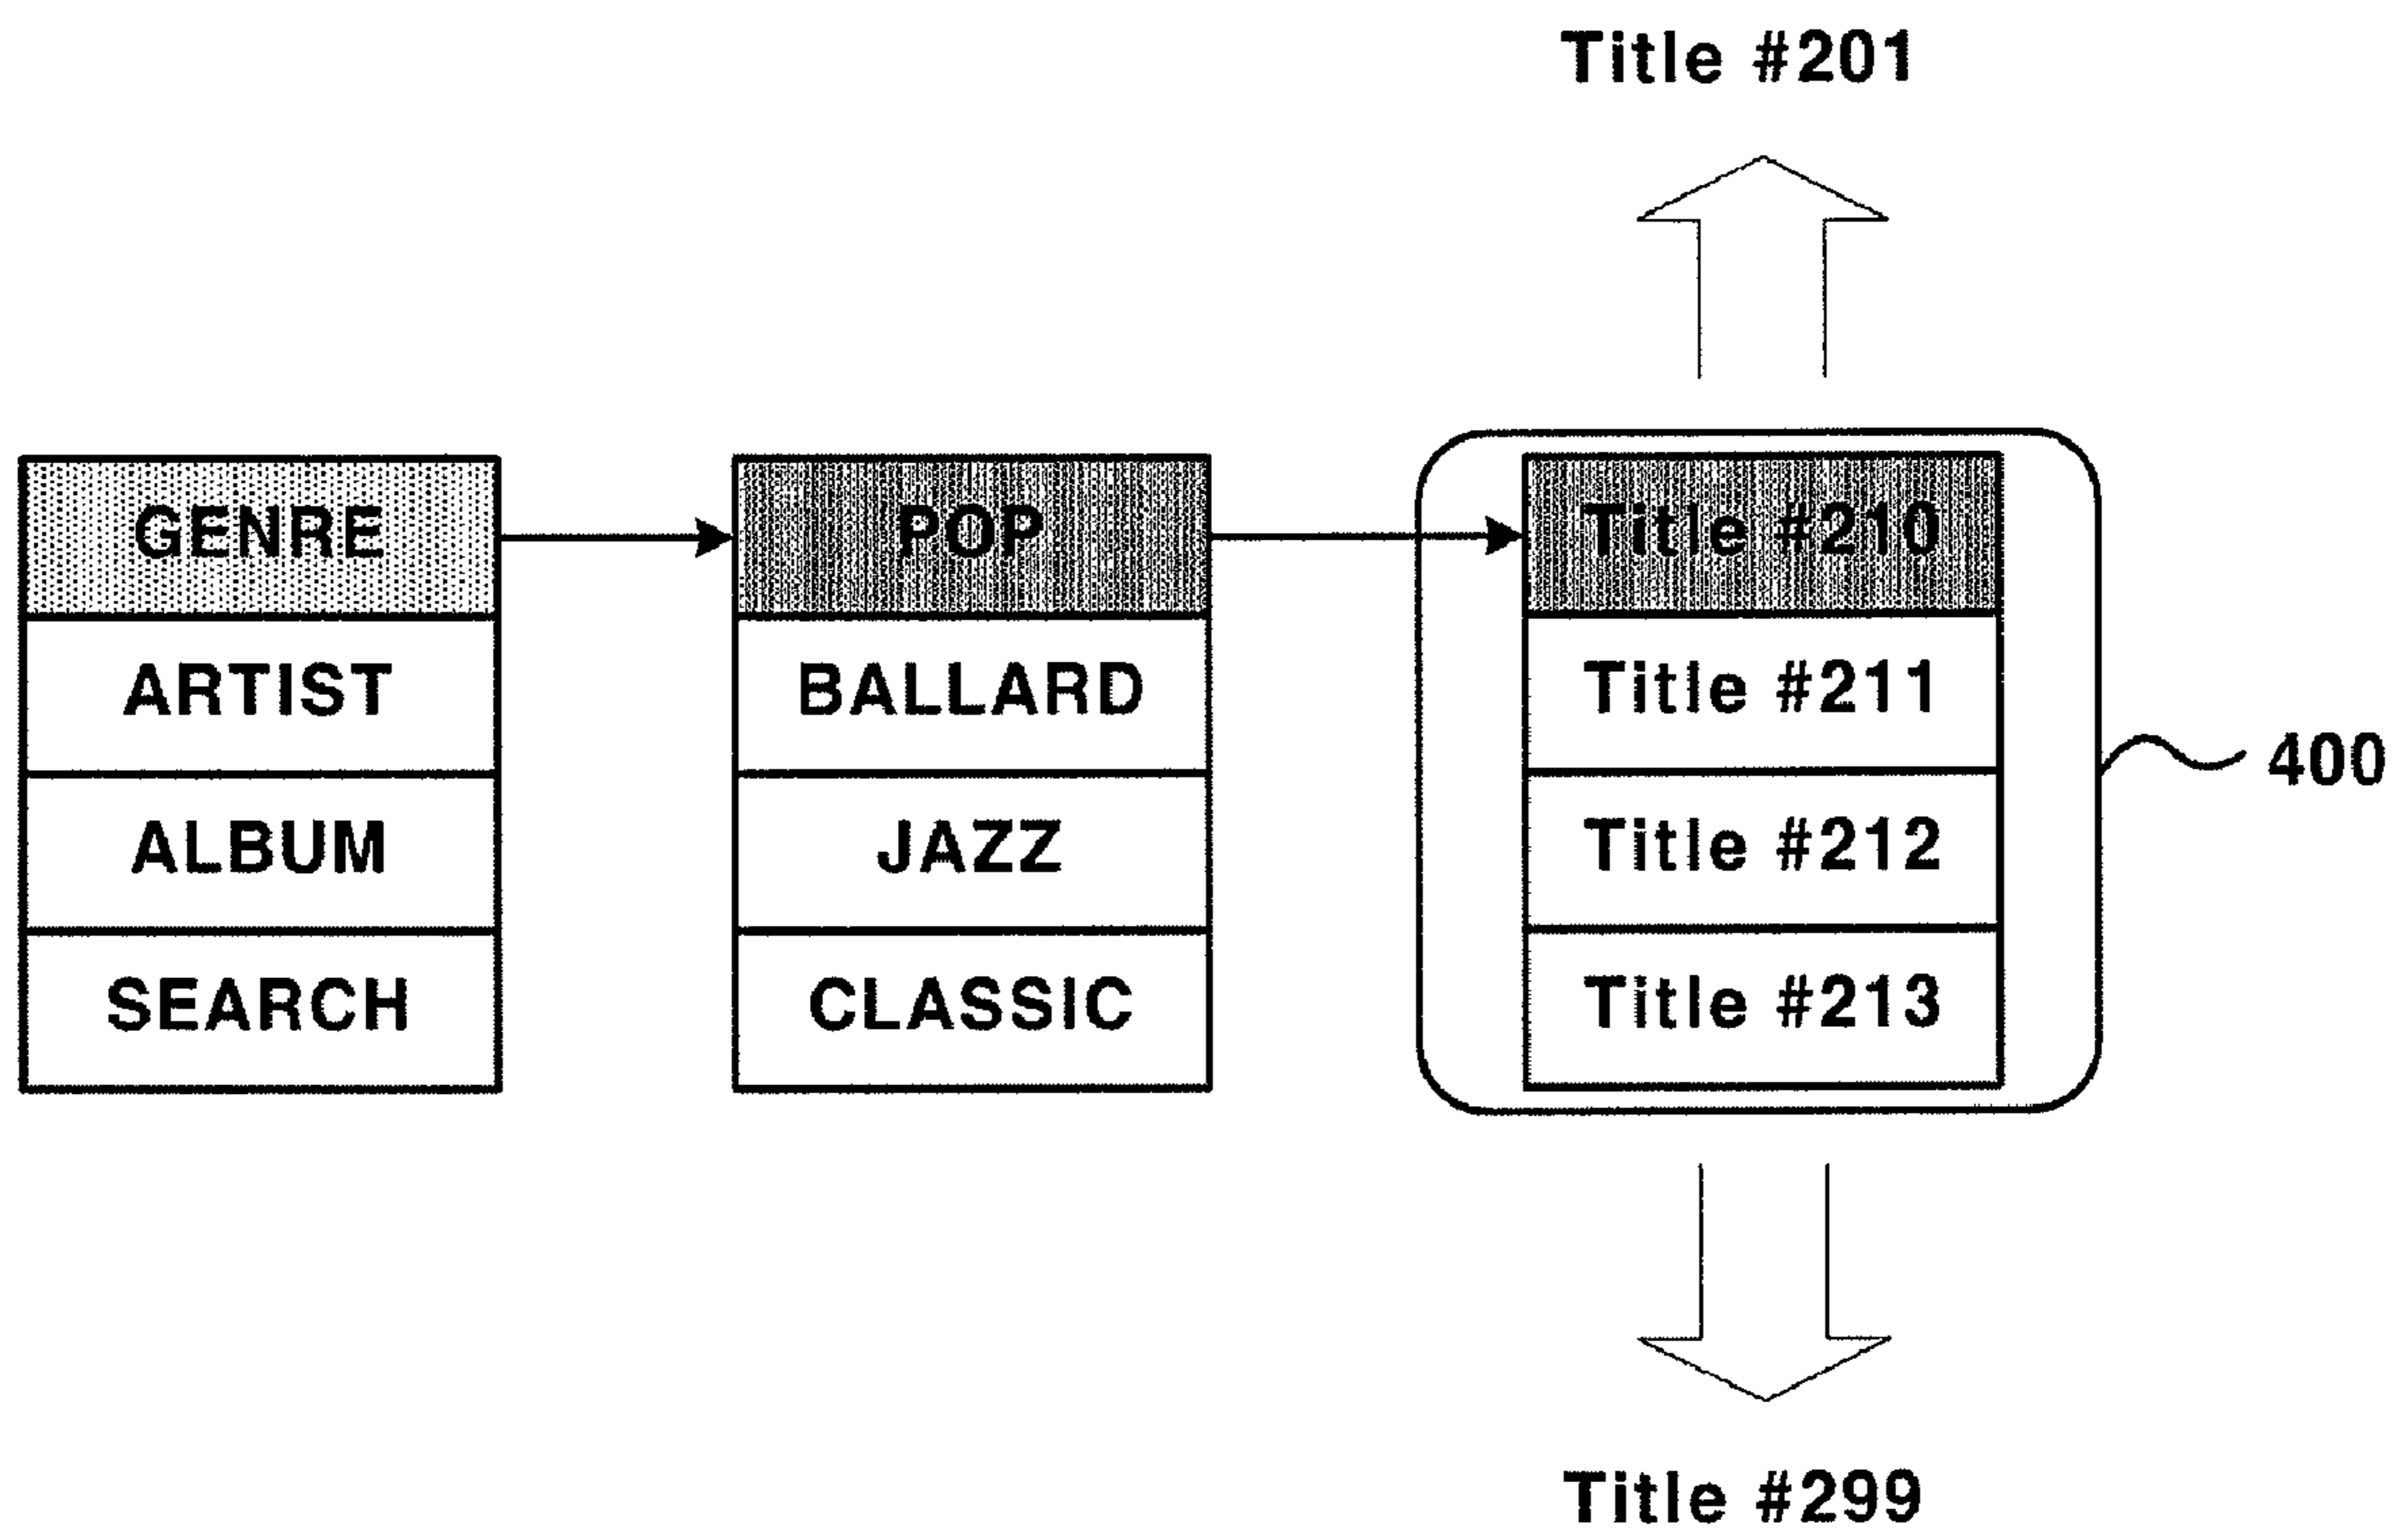 Title #201
GENRE
ARTIST
ALBUM
SEARCH
POP
BALLARD
JAZZ
CLASSIC
Title #210
Title #211
Title #212
Title #213
400
Title #299